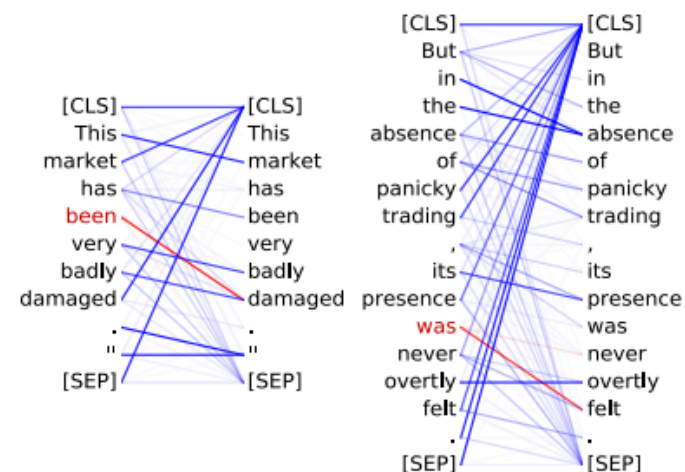 [CLS] [CLS]
This This
market market
has has
been been
very very
badly badly
damaged damaged
. .
" "
[SEP] [SEP]
[CLS] [CLS]
But But
in in
the the
absence absence
of of
panicky panicky
trading trading
, ,
its its
presence presence
was was
never never
overtly overtly
felt felt
. .
[SEP] [SEP]